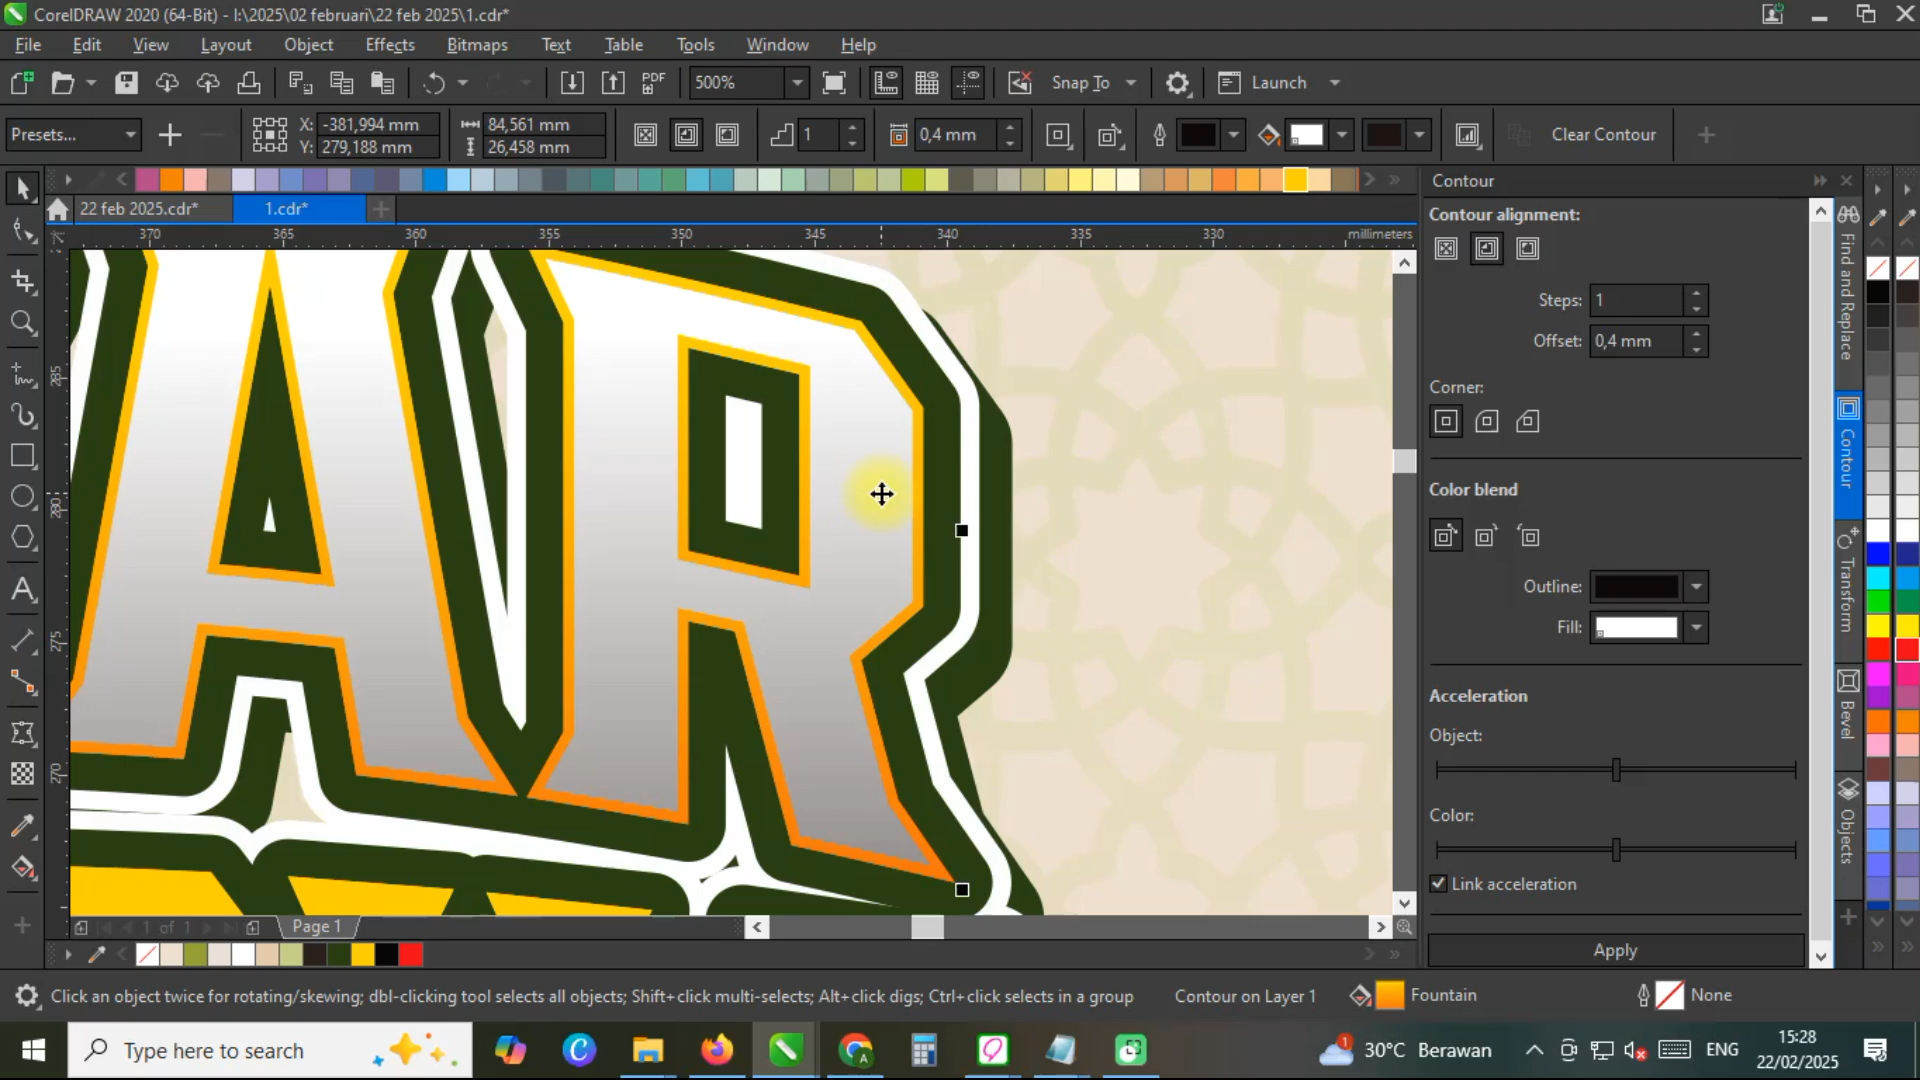 CorelDRAW 2020 (64-Bit) - I:\2025\02 februari\22 feb 2025\1.cdr*
File Edit View Layout Object Effects Bitmaps Text Table Tools Window Help
PDF 500% Snap To Launch
Presets... X: -381,994 mm 84,561 mm 1 0,4 mm Clear Contour
Y: 279,188 mm 26,458 mm
22 feb 2025.cdr* 1.cdr*
370 365 360 355 350 345 340 335 330 millimeters
285
280
275
270
AR
Contour
Contour alignment:
Steps: 1
Offset: 0,4 mm
Corner:
Color blend
Outline:
Fill:
Acceleration
Object:
Color:
Link acceleration
Apply
Find and Replace
Contour
Transform
Bevel
Objects
1 of 1 Page 1
Click an object twice for rotating/skewing; dbl-clicking tool selects all objects; Shift+click multi-selects; Alt+click digs; Ctrl+click selects in a group Contour on Layer 1 Fountain None
Type here to search 30°C Berawan ENG 15:28
22/02/2025